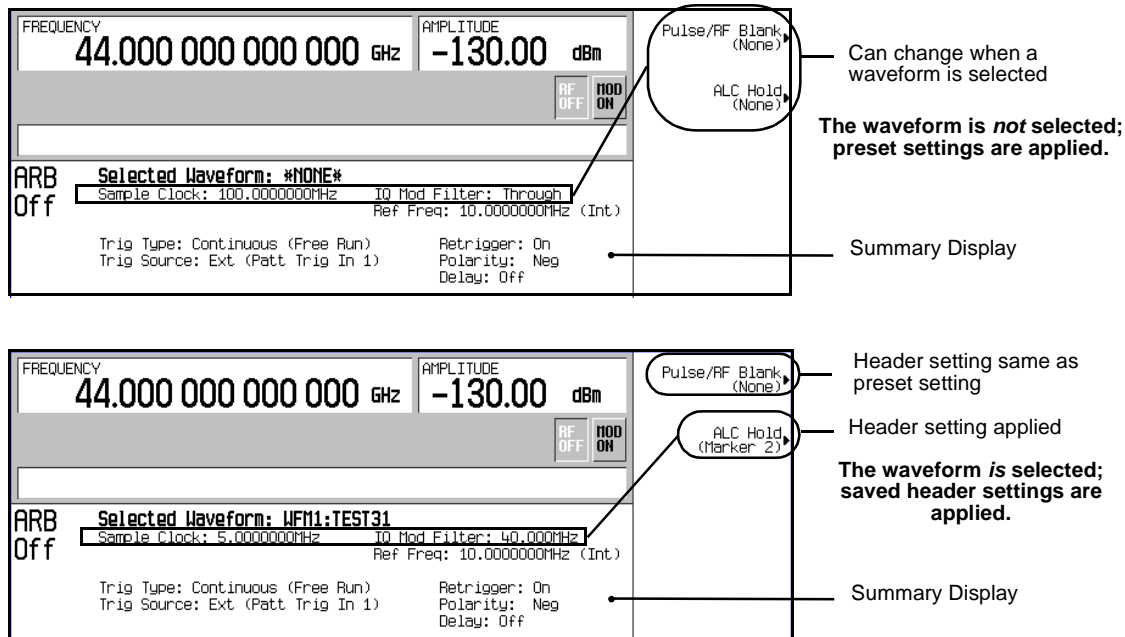 FREQUENCY
44.000 000 000 000 GHz
AMPLITUDE
-130.00 dBm
RF OFF
MOD ON
Pulse/RF Blank
(None)
ALC Hold
(None)
Can change when a
waveform is selected
The waveform is not selected;
preset settings are applied.
ARB
Off
Selected Waveform: *NONE*
Sample Clock: 100.0000000MHz IQ Mod Filter: Through
Ref Freq: 10.0000000MHz (Int)
Trig Type: Continuous (Free Run) Retrigger: On
Trig Source: Ext (Patt Trig In 1) Polarity: Neg
Delay: Off
Summary Display
FREQUENCY
44.000 000 000 000 GHz
AMPLITUDE
-130.00 dBm
RF OFF
MOD ON
Pulse/RF Blank
(None)
ALC Hold
(Marker 2)
Header setting same as
preset setting
Header setting applied
The waveform is selected;
saved header settings are
applied.
ARB
Off
Selected Waveform: WFM1:TEST31
Sample Clock: 5.0000000MHz IQ Mod Filter: 40.000MHz
Ref Freq: 10.0000000MHz (Int)
Trig Type: Continuous (Free Run) Retrigger: On
Trig Source: Ext (Patt Trig In 1) Polarity: Neg
Delay: Off
Summary Display